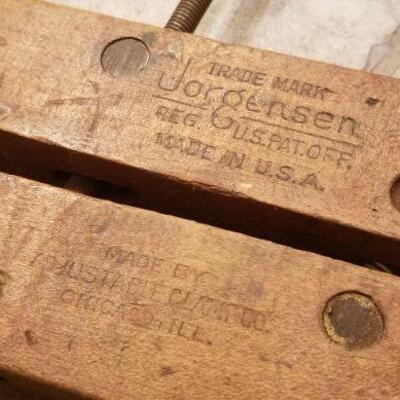 TRADE MARK
Jorgensen
REG. U.S. PAT. OFF.
MADE IN U.S.A.
MADE BY
ADJUSTABLE CLAMP CO.
CHICAGO, ILL.